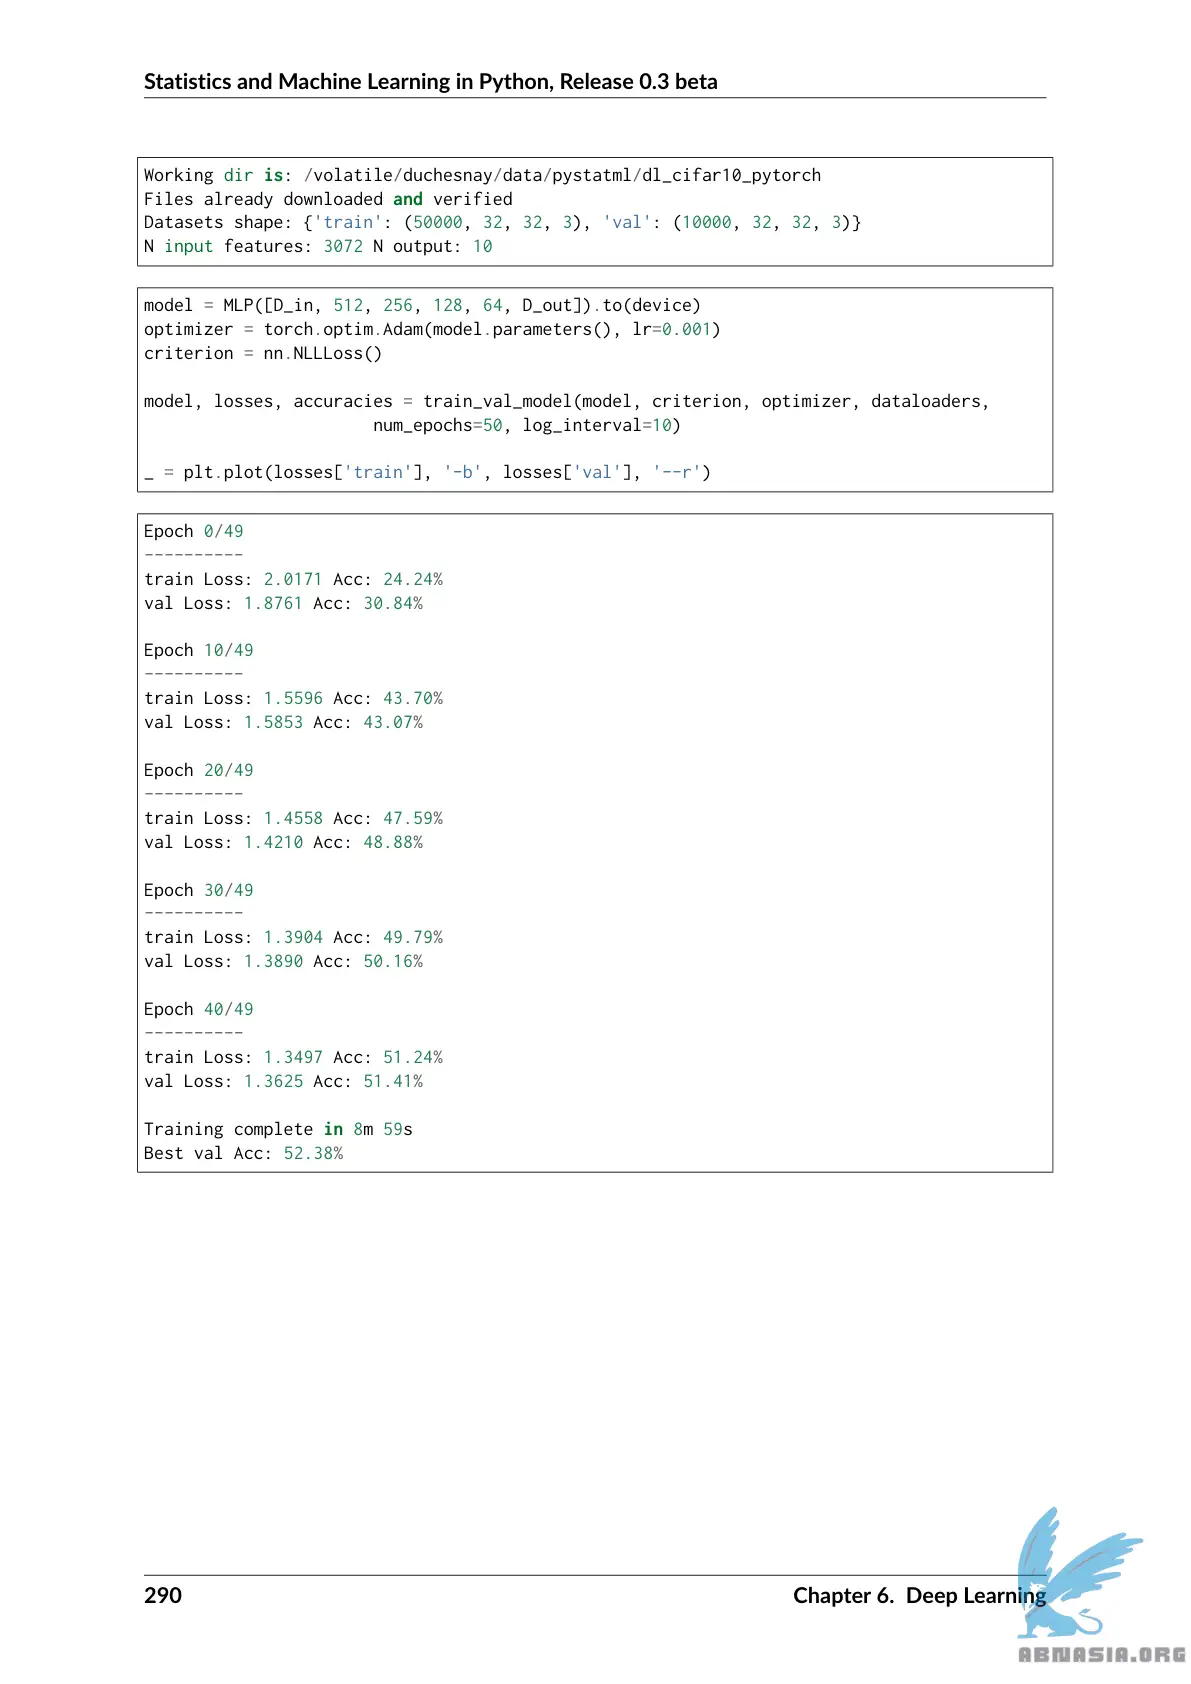 Statistics and Machine Learning in Python, Release 0.3 beta
Working dir is: /volatile/duchesnay/data/pystatml/dl_cifar10_pytorch
Files already downloaded and verified
Datasets shape: {'train': (50000, 32, 32, 3), 'val': (10000, 32, 32, 3)}
N input features: 3072 N output: 10
model = MLP([D_in, 512, 256, 128, 64, D_out]).to(device)
optimizer = torch.optim.Adam(model.parameters(), lr=0.001)
criterion = nn.NLLLoss()
model, losses, accuracies = train_val_model(model, criterion, optimizer, dataloaders,
num_epochs=50, log_interval=10)
_ = plt.plot(losses['train'], '-b', losses['val'], '--r')
Epoch 0/49
----------
train Loss: 2.0171 Acc: 24.24%
val Loss: 1.8761 Acc: 30.84%
Epoch 10/49
----------
train Loss: 1.5596 Acc: 43.70%
val Loss: 1.5853 Acc: 43.07%
Epoch 20/49
----------
train Loss: 1.4558 Acc: 47.59%
val Loss: 1.4210 Acc: 48.88%
Epoch 30/49
----------
train Loss: 1.3904 Acc: 49.79%
val Loss: 1.3890 Acc: 50.16%
Epoch 40/49
----------
train Loss: 1.3497 Acc: 51.24%
val Loss: 1.3625 Acc: 51.41%
Training complete in 8m 59s
Best val Acc: 52.38%
290 Chapter 6. Deep Learning
ABNASIA.ORG